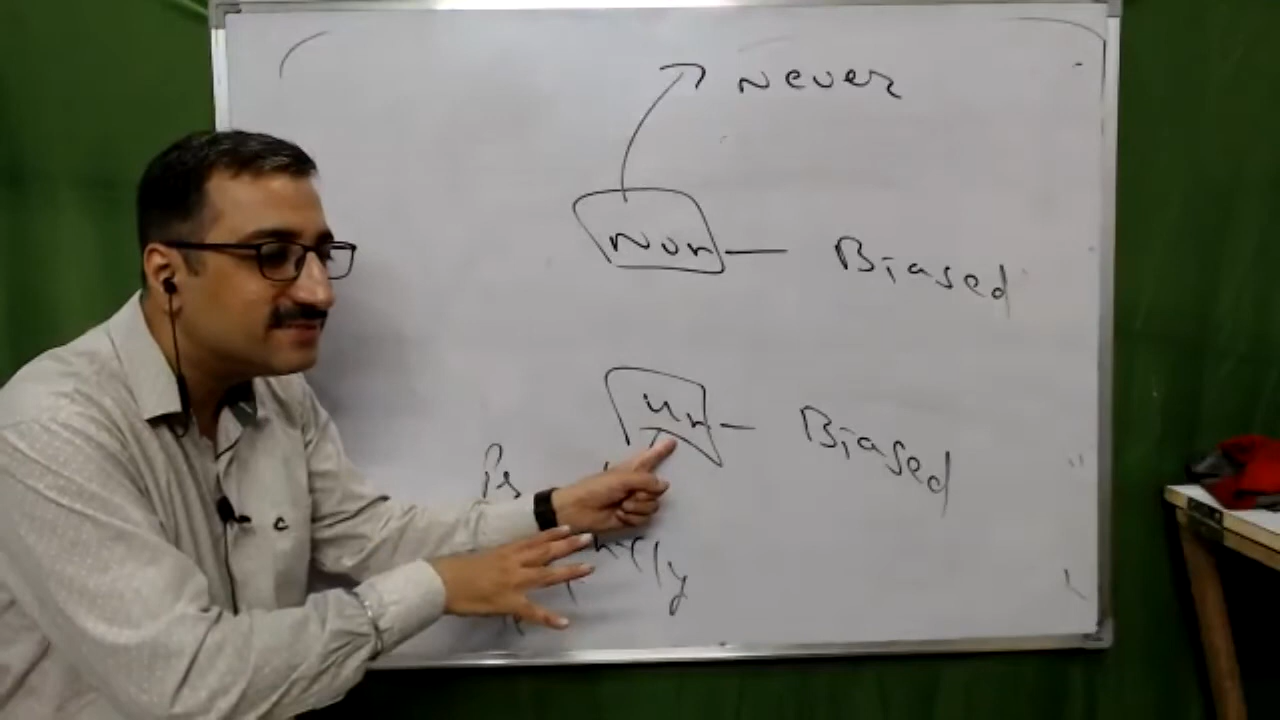 Never
Non — Biased
un — Biased